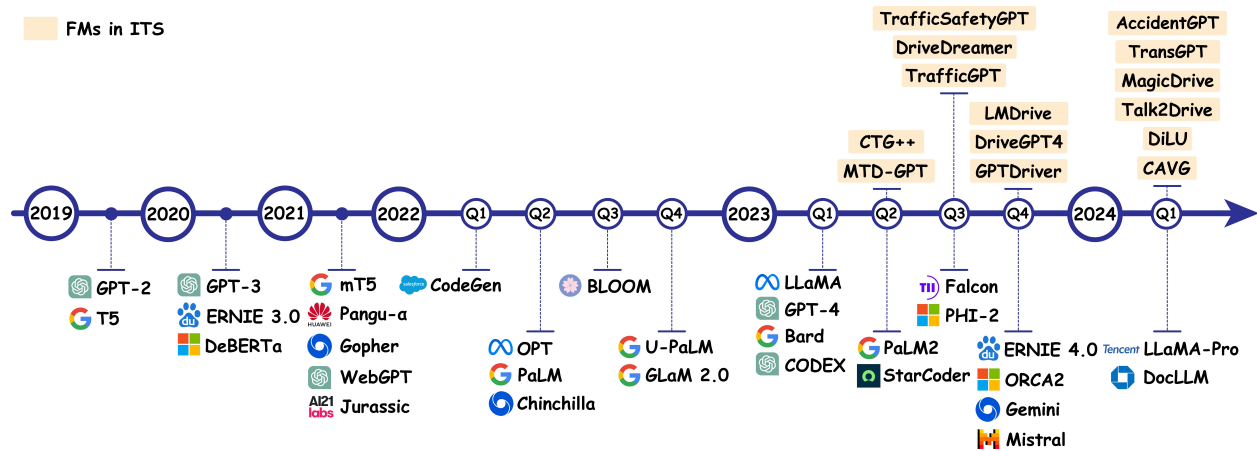 FMs in ITS
TrafficSafetyGPT
DriveDreamer
TrafficGPT
AccidentGPT
TransGPT
MagicDrive
Talk2Drive
DiLU
CAVG
LMDrive
DriveGPT4
GPTDriver
CTG++
MTD-GPT
2019
2020
2021
2022
Q1
Q2
Q3
Q4
2023
Q1
Q2
Q3
Q4
2024
Q1
GPT-2
T5
GPT-3
du ERNIE 3.0
DeBERTa
mT5
HUAWEI Pangu-a
Gopher
WebGPT
AI21 labs Jurassic
salesforce CodeGen
OPT
PaLM
Chinchilla
BLOOM
U-PaLM
GLaM 2.0
LLaMA
GPT-4
Bard
CODEX
PaLM2
StarCoder
TII Falcon
PHI-2
du ERNIE 4.0
ORCA2
Gemini
Mistral
Tencent LLaMA-Pro
DocLLM